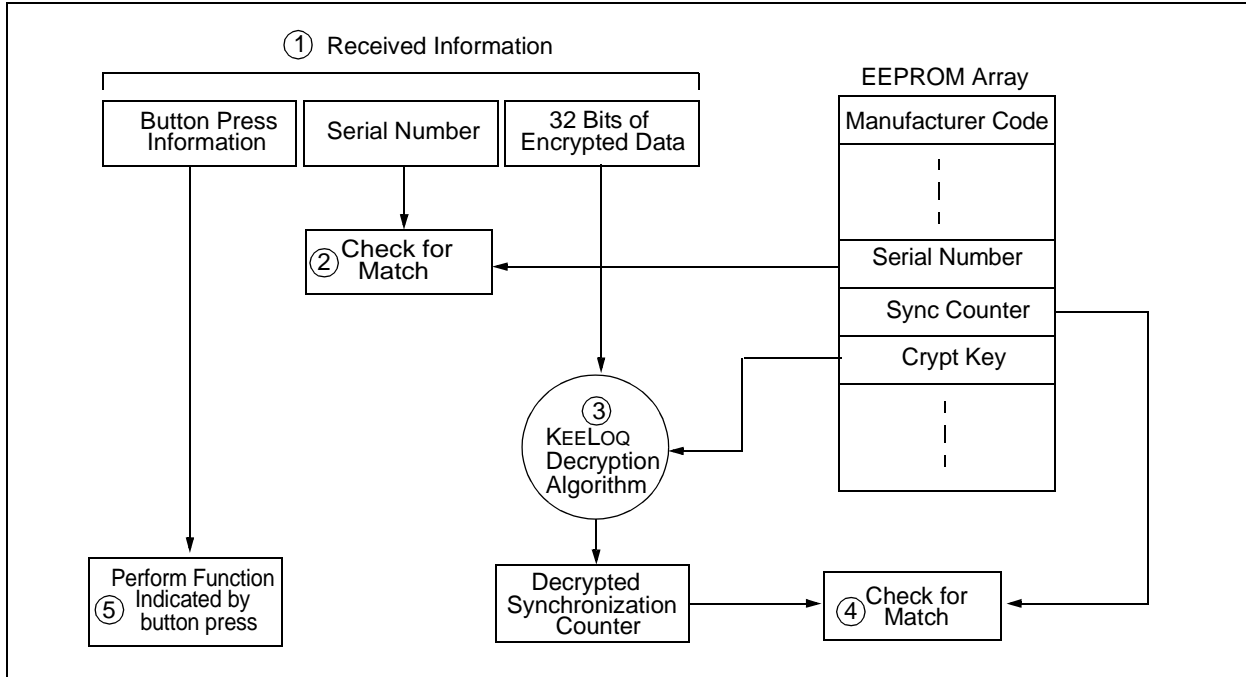 ① Received Information
EEPROM Array
Button Press
Information
Serial Number
32 Bits of
Encrypted Data
Manufacturer Code
② Check for
Match
Serial Number
Sync Counter
Crypt Key
③
KEELOQ
Decryption
Algorithm
Perform Function
⑤ Indicated by
button press
Decrypted
Synchronization
Counter
④ Check for
Match